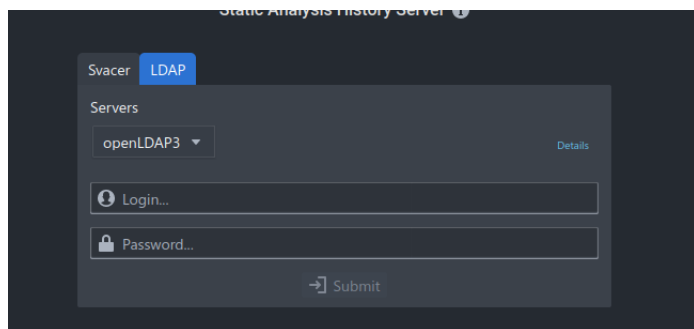 Static Analysis History Server
Svacer LDAP
Servers
openLDAP3
Details
Login...
Password...
Submit